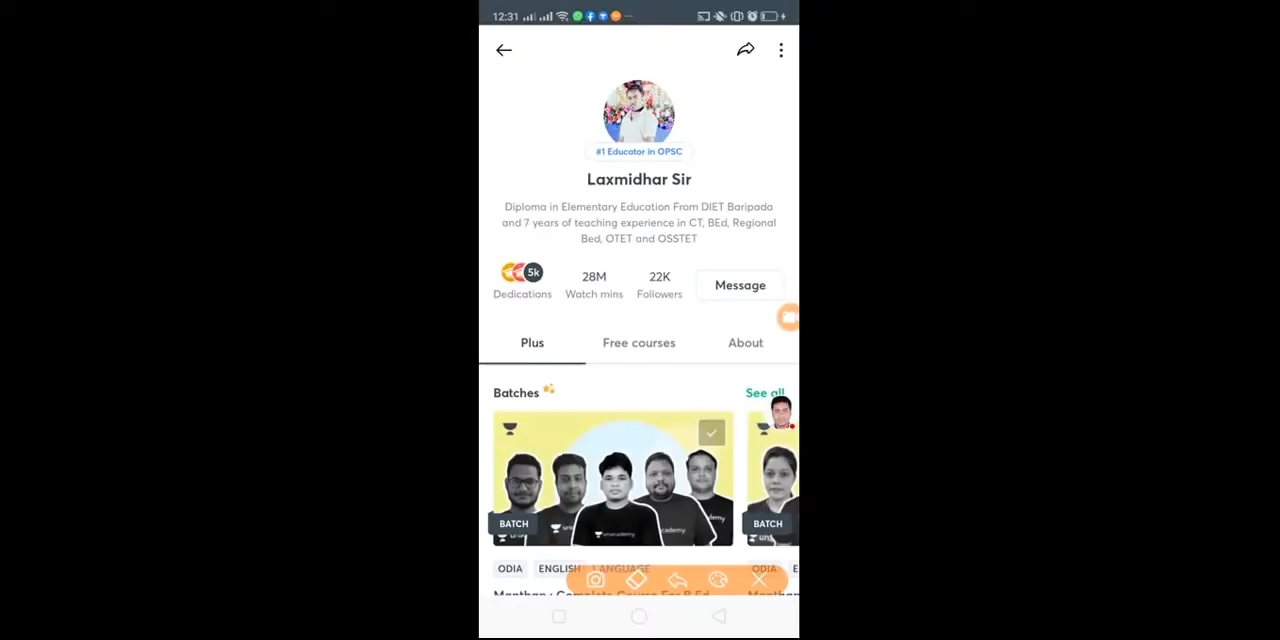 12:31
#1 Educator in OPSC
Laxmidhar Sir
Diploma in Elementary Education From DIET Baripada
and 7 years of teaching experience in CT, BEd, Regional
Bed, OTET and OSSTET
5k
28M
22K
Message
Dedications
Watch mins
Followers
Plus
Free courses
About
Batches
See all
unacademy
BATCH
BATCH
ODIA
ENGLISH
LANGUAGE
ODIA
Manthan : Complete Course For B.Ed